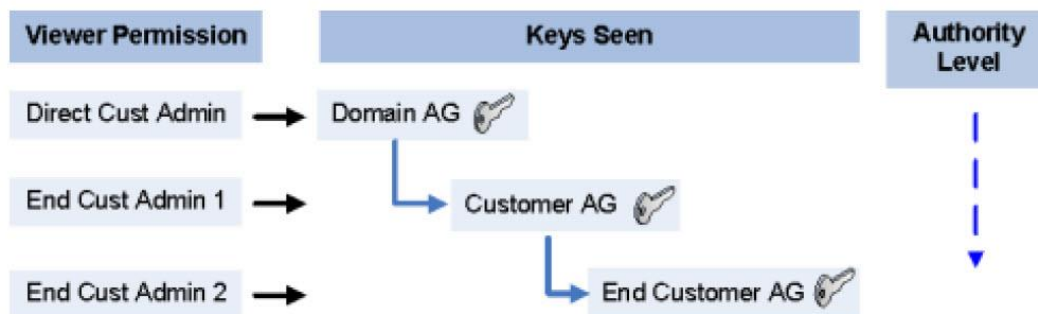 Viewer Permission
Keys Seen
Authority
Level
Direct Cust Admin
Domain AG
End Cust Admin 1
Customer AG
End Cust Admin 2
End Customer AG